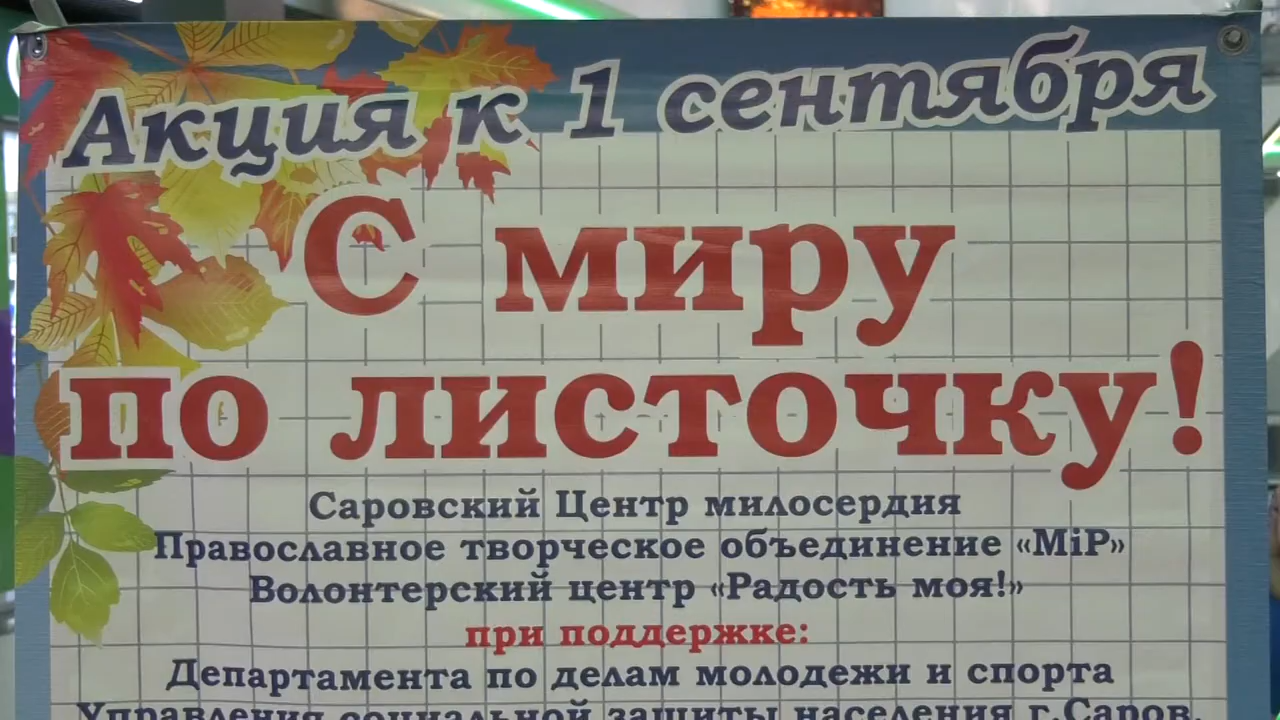 Акция к 1 сентября
С миру
по листочку!
Саровский Центр милосердия
Православное творческое объединение «МiР»
Волонтерский центр «Радость моя!»
при поддержке:
Департамента по делам молодежи и спорта
Управления социальной защиты населения г.Саров,